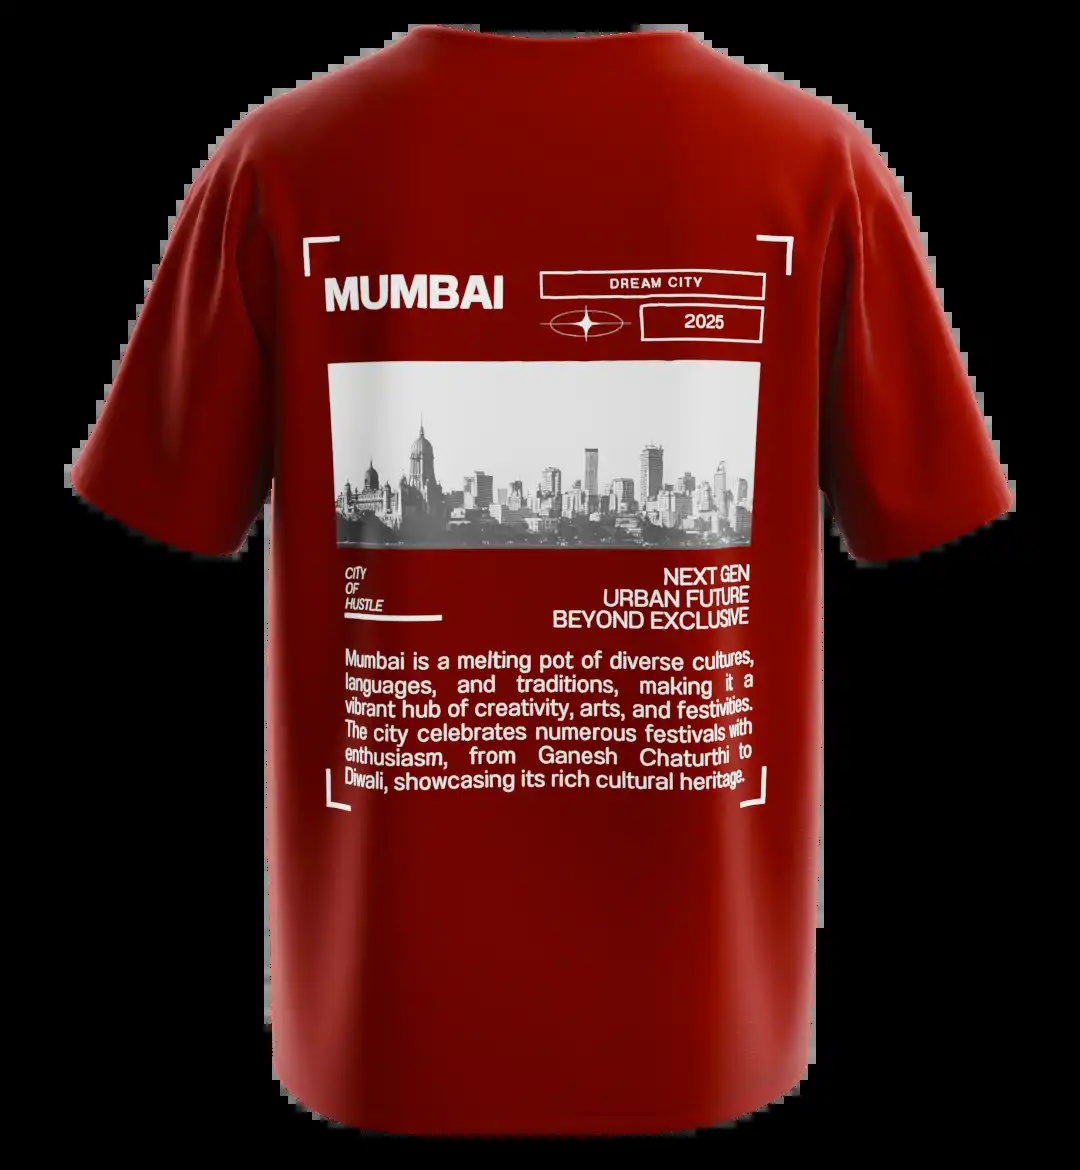 MUMBAI
DREAM CITY
2025
CITY
OF
HUSTLE
NEXT GEN
URBAN FUTURE
BEYOND EXCLUSIVE
Mumbai is a melting pot of diverse cultures,
languages, and traditions, making it a
vibrant hub of creativity, arts, and festivities.
The city celebrates numerous festivals with
enthusiasm, from Ganesh Chaturthi to
Diwali, showcasing its rich cultural heritage.